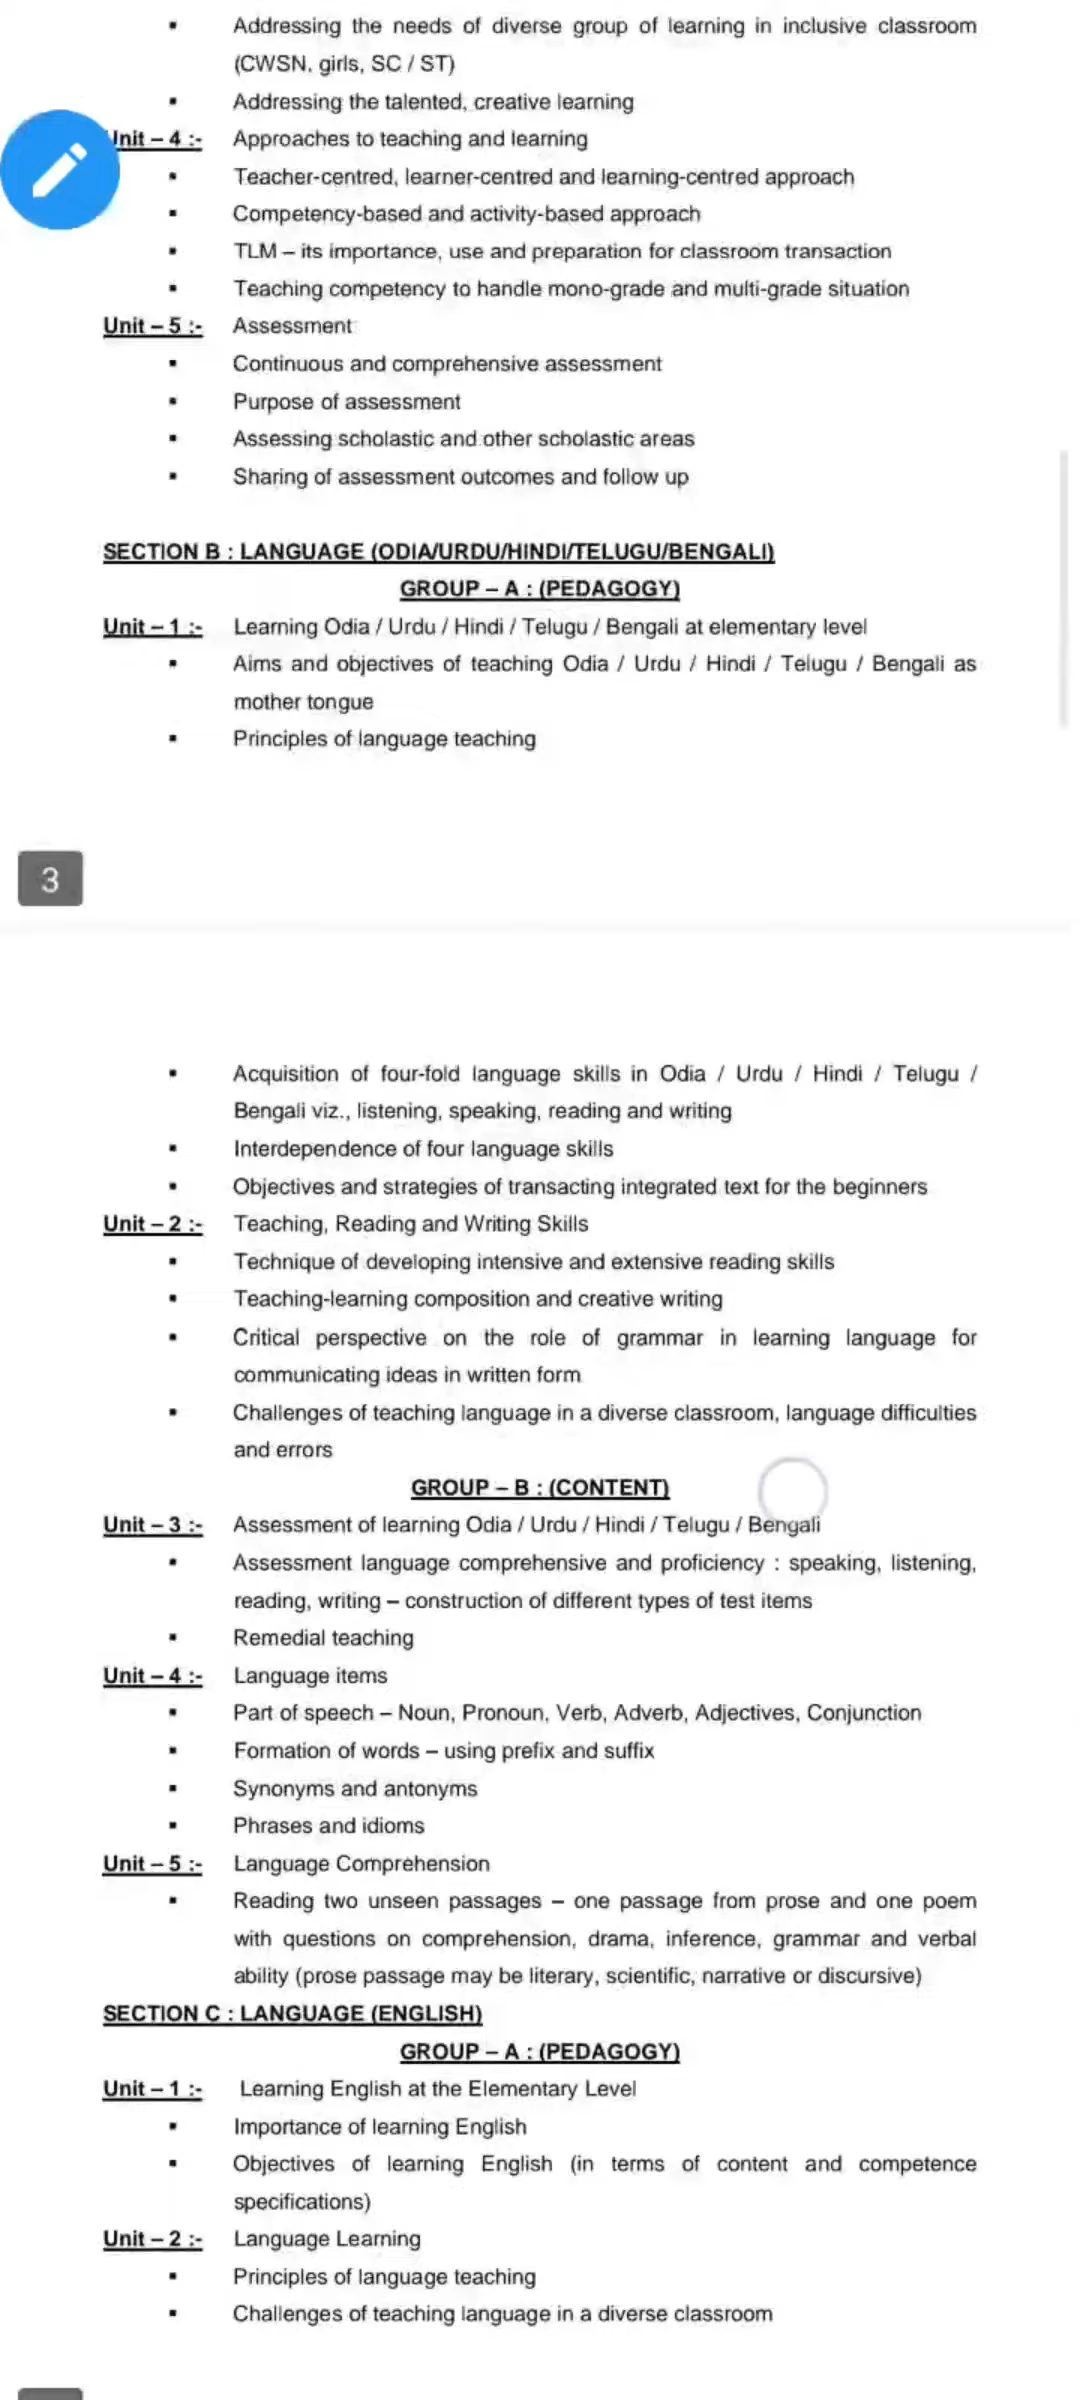 ▪ Addressing the needs of diverse group of learning in inclusive classroom
(CWSN, girls, SC / ST)
▪ Addressing the talented, creative learning
Unit – 4 :- Approaches to teaching and learning
▪ Teacher-centred, learner-centred and learning-centred approach
▪ Competency-based and activity-based approach
▪ TLM – its importance, use and preparation for classroom transaction
▪ Teaching competency to handle mono-grade and multi-grade situation
Unit – 5 :- Assessment
▪ Continuous and comprehensive assessment
▪ Purpose of assessment
▪ Assessing scholastic and other scholastic areas
▪ Sharing of assessment outcomes and follow up
SECTION B : LANGUAGE (ODIA/URDU/HINDI/TELUGU/BENGALI)
GROUP – A : (PEDAGOGY)
Unit – 1 :- Learning Odia / Urdu / Hindi / Telugu / Bengali at elementary level
▪ Aims and objectives of teaching Odia / Urdu / Hindi / Telugu / Bengali as
mother tongue
▪ Principles of language teaching
3
▪ Acquisition of four-fold language skills in Odia / Urdu / Hindi / Telugu /
Bengali viz., listening, speaking, reading and writing
▪ Interdependence of four language skills
▪ Objectives and strategies of transacting integrated text for the beginners
Unit – 2 :- Teaching, Reading and Writing Skills
▪ Technique of developing intensive and extensive reading skills
▪ Teaching-learning composition and creative writing
▪ Critical perspective on the role of grammar in learning language for
communicating ideas in written form
▪ Challenges of teaching language in a diverse classroom, language difficulties
and errors
GROUP – B : (CONTENT)
Unit – 3 :- Assessment of learning Odia / Urdu / Hindi / Telugu / Bengali
▪ Assessment language comprehensive and proficiency : speaking, listening,
reading, writing – construction of different types of test items
▪ Remedial teaching
Unit – 4 :- Language items
▪ Part of speech – Noun, Pronoun, Verb, Adverb, Adjectives, Conjunction
▪ Formation of words – using prefix and suffix
▪ Synonyms and antonyms
▪ Phrases and idioms
Unit – 5 :- Language Comprehension
▪ Reading two unseen passages – one passage from prose and one poem
with questions on comprehension, drama, inference, grammar and verbal
ability (prose passage may be literary, scientific, narrative or discursive)
SECTION C : LANGUAGE (ENGLISH)
GROUP – A : (PEDAGOGY)
Unit – 1 :- Learning English at the Elementary Level
▪ Importance of learning English
▪ Objectives of learning English (in terms of content and competence
specifications)
Unit – 2 :- Language Learning
▪ Principles of language teaching
▪ Challenges of teaching language in a diverse classroom